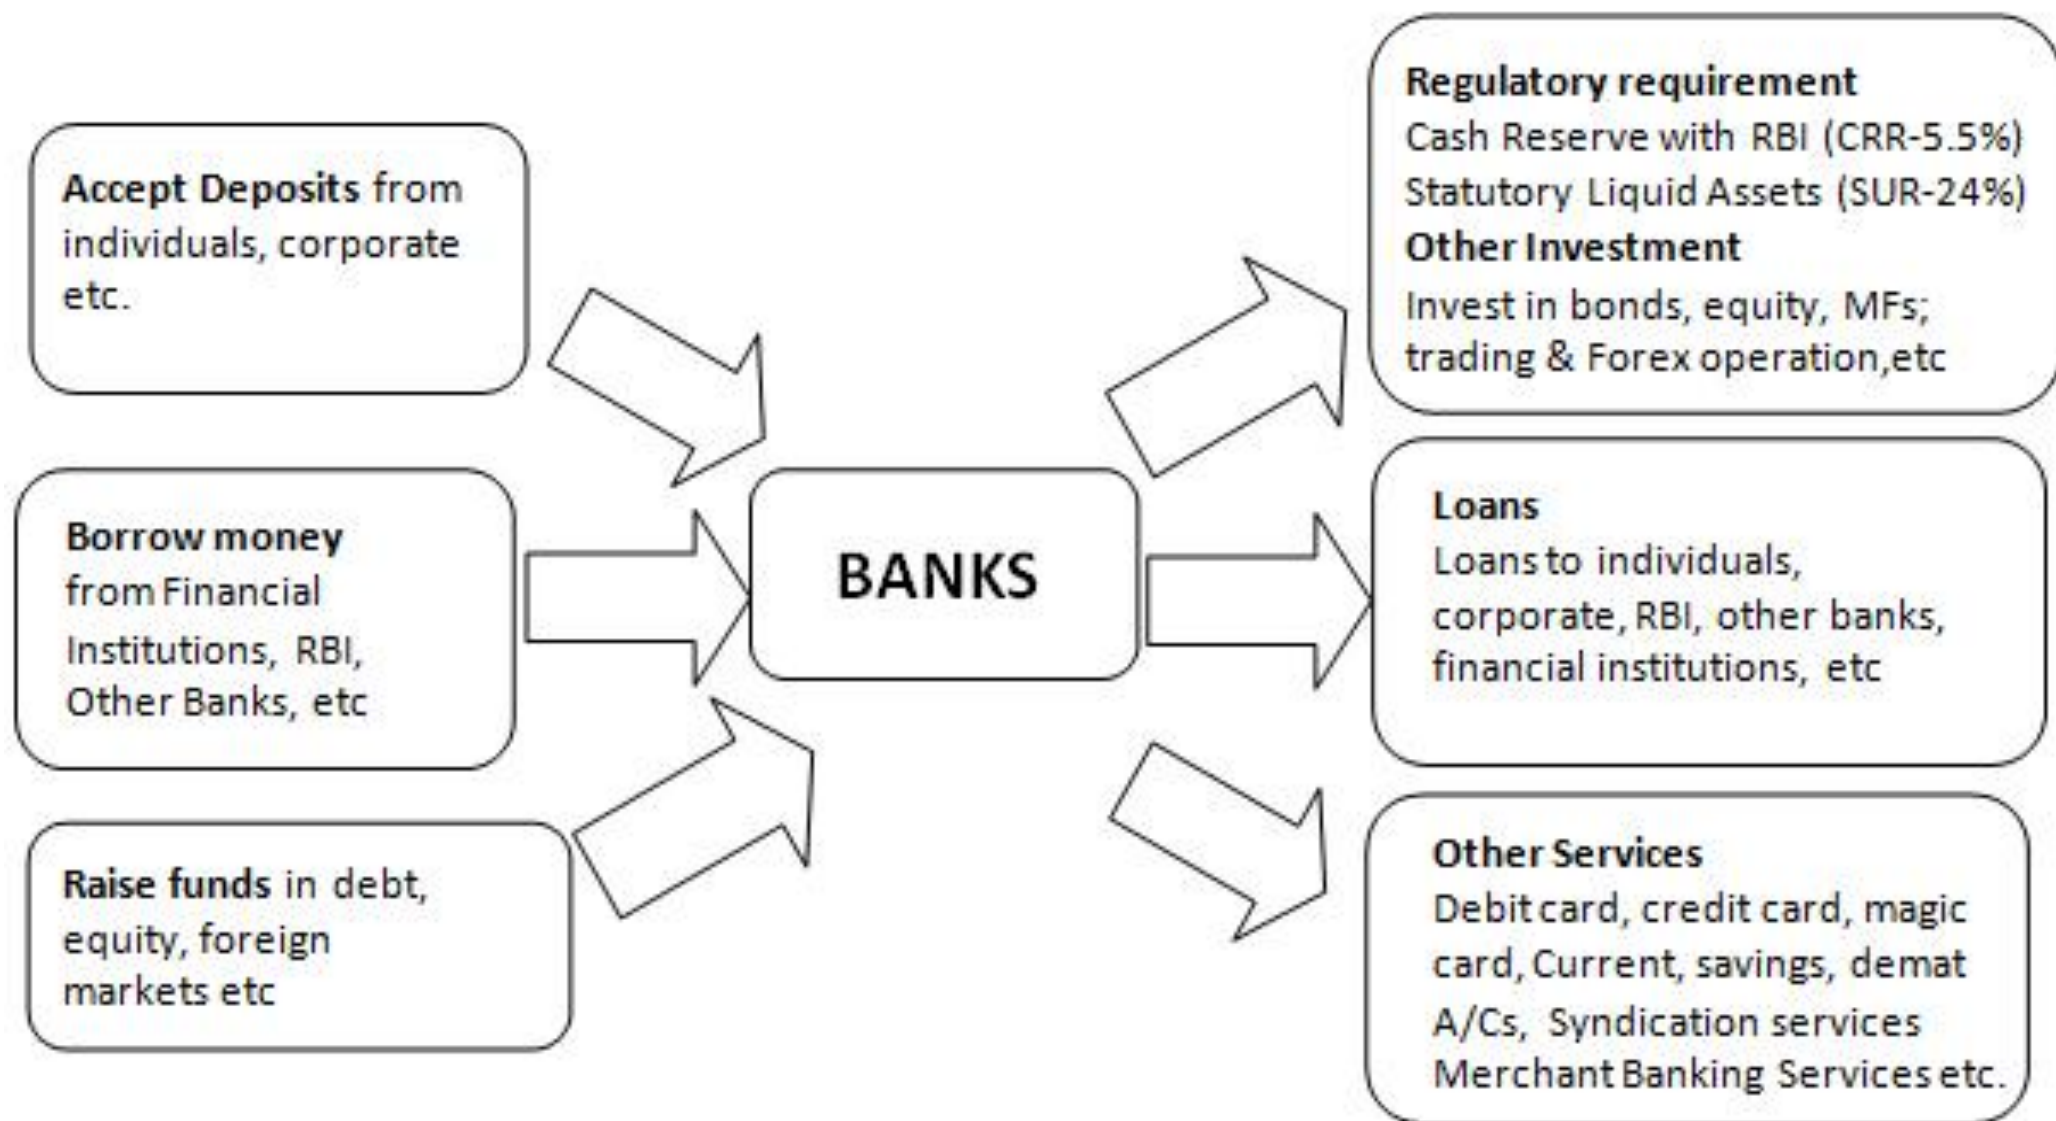 Accept Deposits from
individuals, corporate
etc.
Borrow money
from Financial
Institutions, RBI,
Other Banks, etc
Raise funds in debt,
equity, foreign
markets etc
BANKS
Regulatory requirement
Cash Reserve with RBI (CRR-5.5%)
Statutory Liquid Assets (SUR-24%)
Other Investment
Invest in bonds, equity, MFs;
trading & Forex operation,etc
Loans
Loans to individuals,
corporate, RBI, other banks,
financial institutions, etc
Other Services
Debit card, credit card, magic
card, Current, savings, demat
A/Cs, Syndication services
Merchant Banking Services etc.